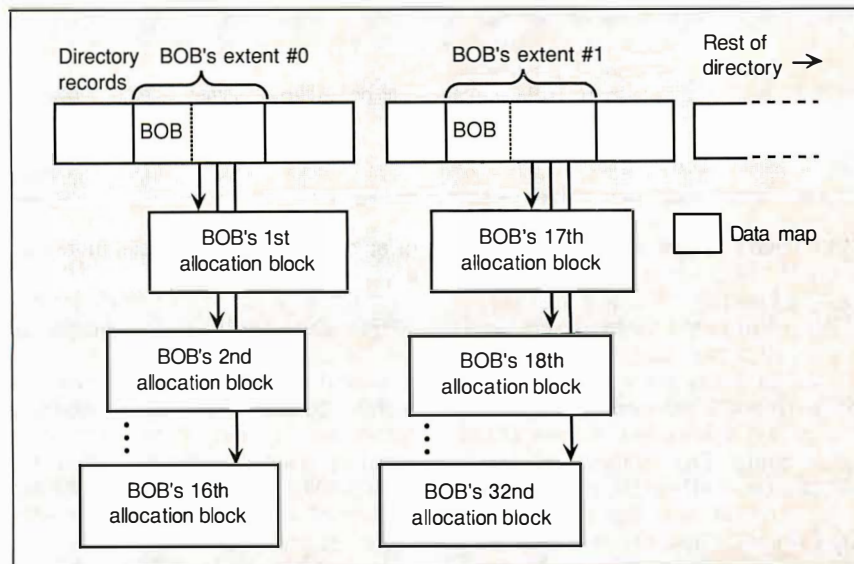 Directory
records
BOB's extent #0
BOB's extent #1
Rest of
directory
BOB
BOB
BOB's 1st
allocation block
BOB's 17th
allocation block
Data map
BOB's 2nd
allocation block
BOB's 18th
allocation block
BOB's 16th
allocation block
BOB's 32nd
allocation block